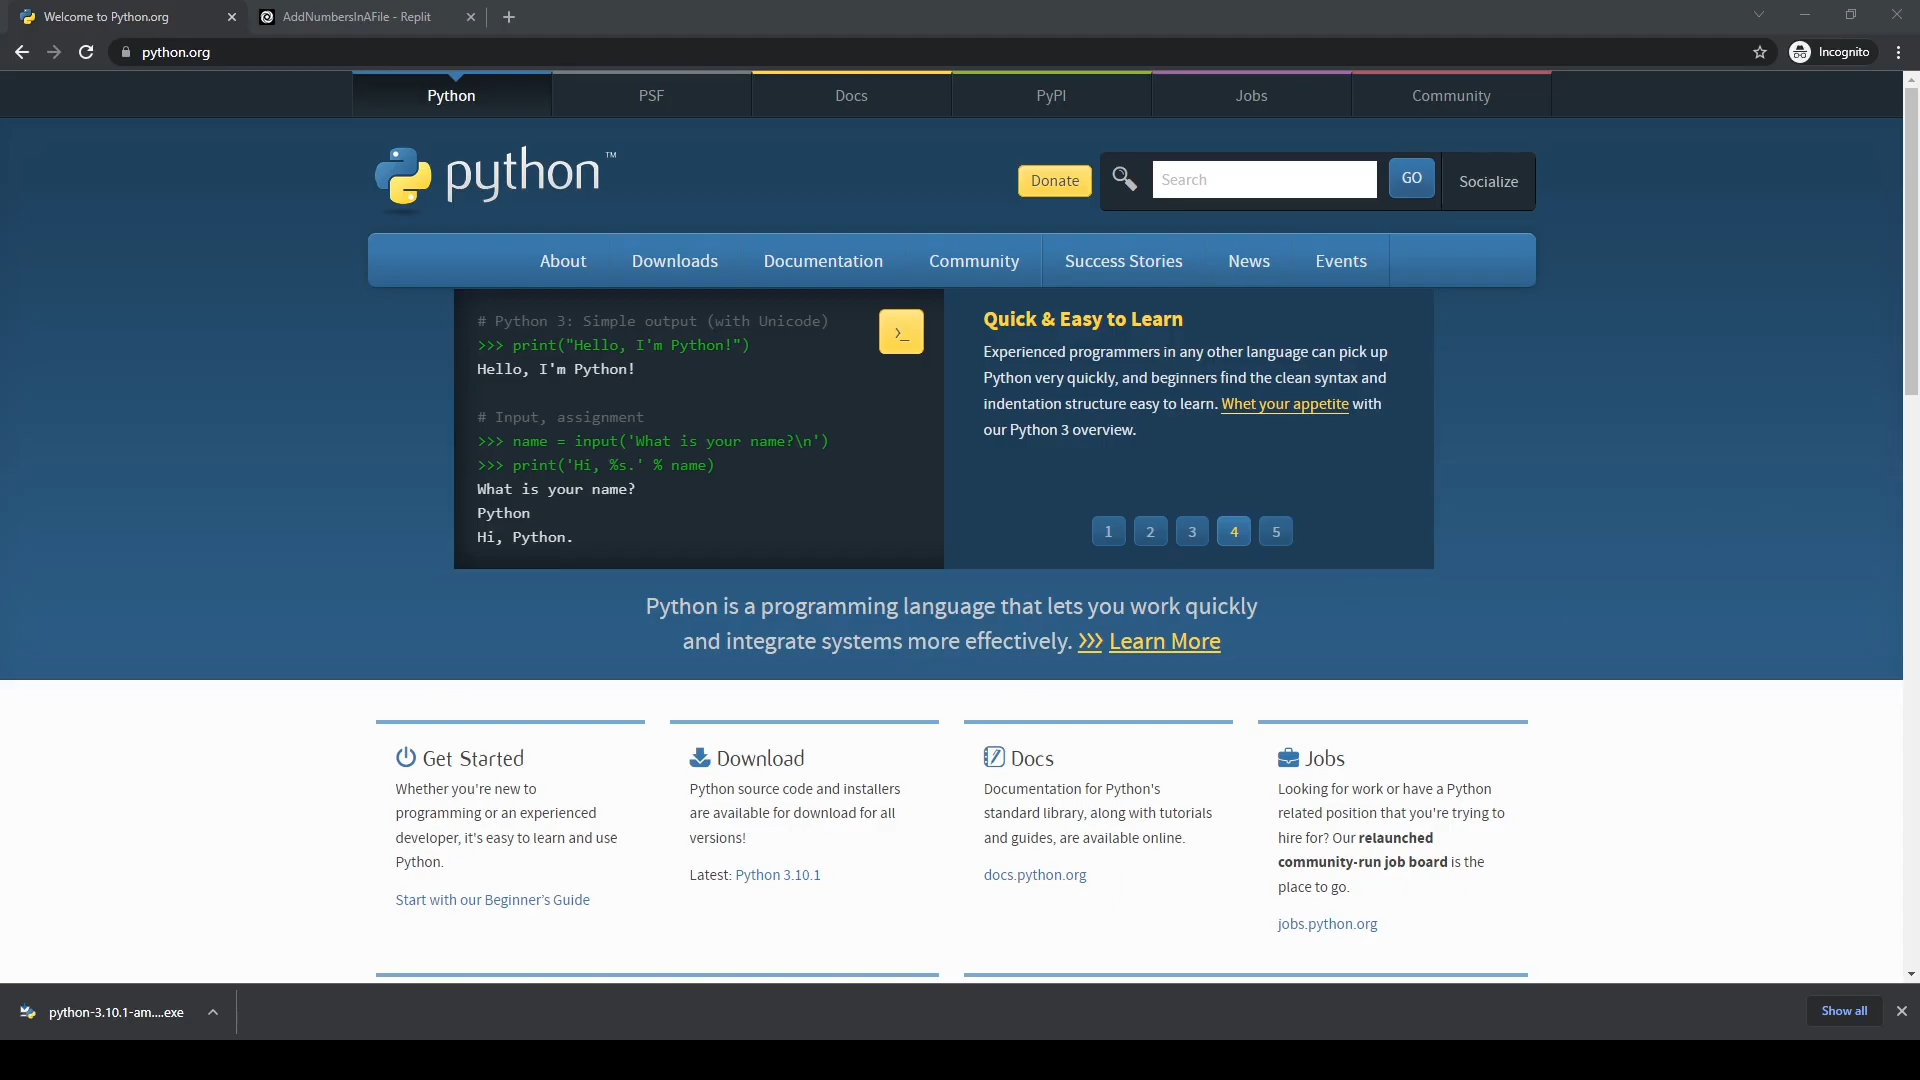 Welcome to Python.org
AddNumbersInAFile - Replit
python.org
Incognito
Python
PSF
Docs
PyPI
Jobs
Community
python™
Donate
Search
GO
Socialize
About
Downloads
Documentation
Community
Success Stories
News
Events
# Python 3: Simple output (with Unicode)
>>> print("Hello, I'm Python!")
Hello, I'm Python!
# Input, assignment
>>> name = input('What is your name?\n')
>>> print('Hi, %s.' % name)
What is your name?
Python
Hi, Python.
>_
Quick & Easy to Learn
Experienced programmers in any other language can pick up
Python very quickly, and beginners find the clean syntax and
indentation structure easy to learn. Whet your appetite with
our Python 3 overview.
1 2 3 4 5
Python is a programming language that lets you work quickly
and integrate systems more effectively. >>> Learn More
Get Started
Whether you're new to
programming or an experienced
developer, it's easy to learn and use
Python.
Start with our Beginner's Guide
Download
Python source code and installers
are available for download for all
versions!
Latest: Python 3.10.1
Docs
Documentation for Python's
standard library, along with tutorials
and guides, are available online.
docs.python.org
Jobs
Looking for work or have a Python
related position that you're trying to
hire for? Our relaunched
community-run job board is the
place to go.
jobs.python.org
python-3.10.1-am....exe
Show all